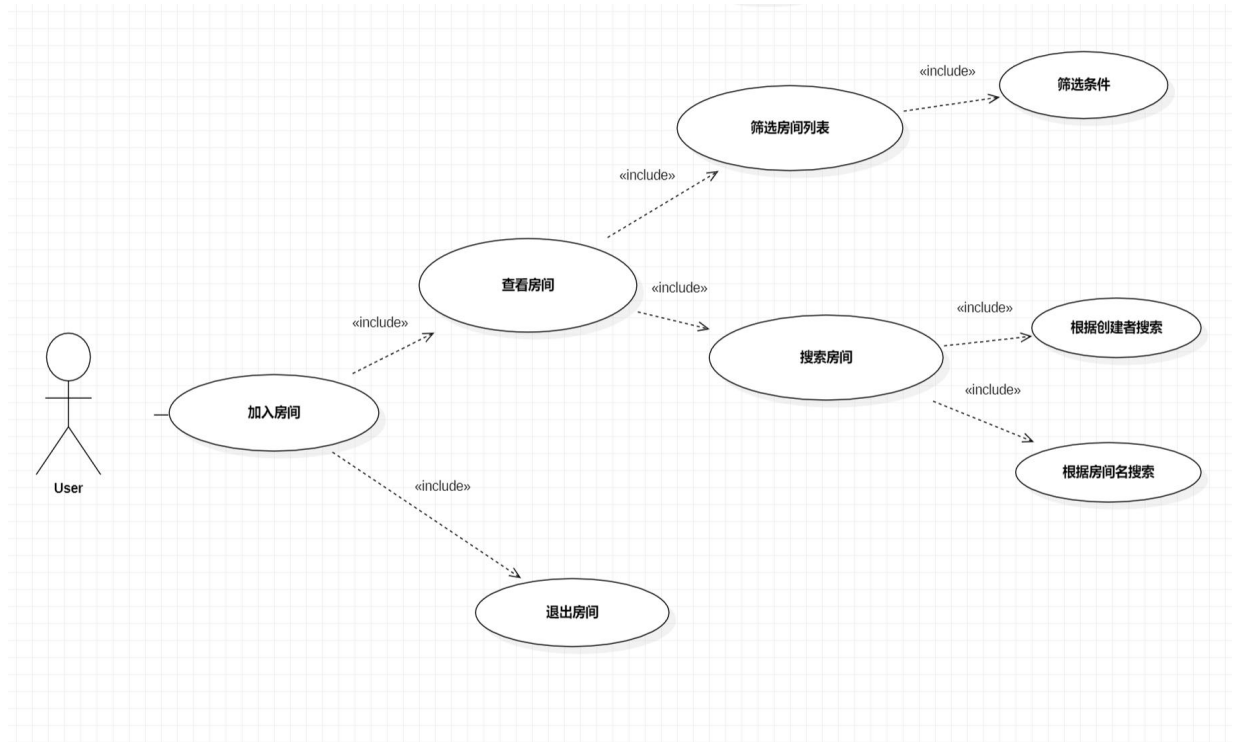 «include»
筛选条件
筛选房间列表
«include»
查看房间
«include»
«include»
«include»
根据创建者搜索
搜索房间
«include»
根据房间名搜索
加入房间
User
«include»
退出房间